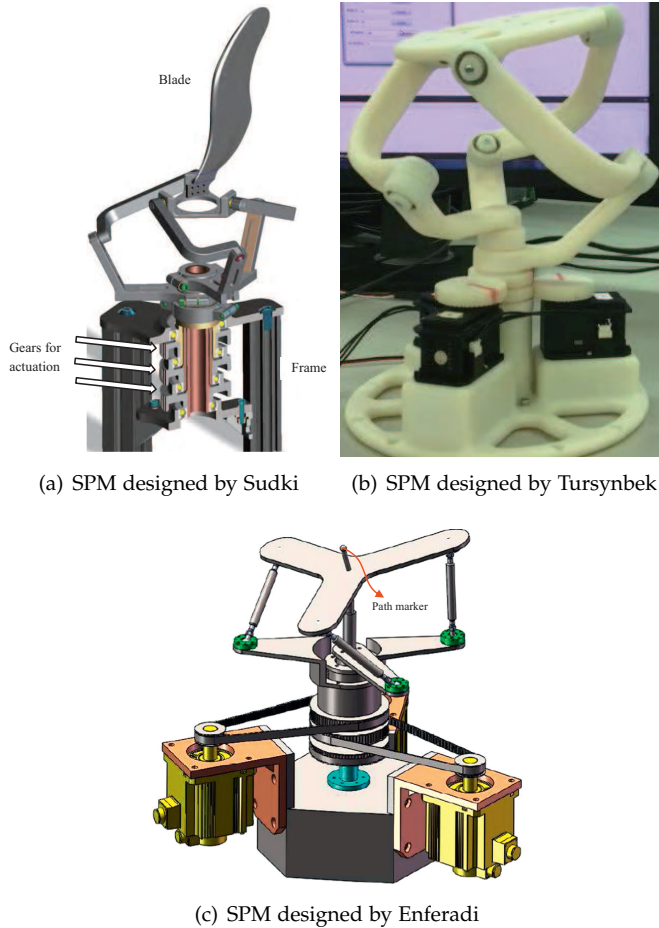 Blade
Gears for
actuation
Frame
(a) SPM designed by Sudki
(b) SPM designed by Tursynbek
Path marker
(c) SPM designed by Enferadi